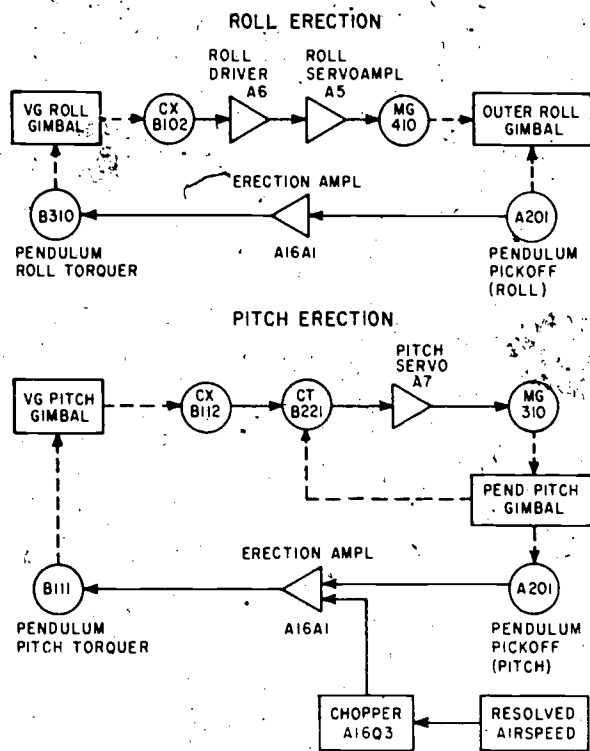 ROLL ERECTION
ROLL
DRIVER
A6
ROLL
SERVOAMPL
A5
VG ROLL
GIMBAL
CX
B102
MG
410
OUTER ROLL
GIMBAL
ERECTION AMPL
B310
A16A1
A201
PENDULUM
ROLL TORQUER
PENDULUM
PICKOFF
(ROLL)
PITCH ERECTION
PITCH
SERVO
A7
VG PITCH
GIMBAL
CX
B112
CT
B221
MG
310
PEND PITCH
GIMBAL
ERECTION AMPL
B111
A16A1
A201
PENDULUM
PITCH TORQUER
PENDULUM
PICKOFF
(PITCH)
CHOPPER
A16Q3
RESOLVED
AIRSPEED